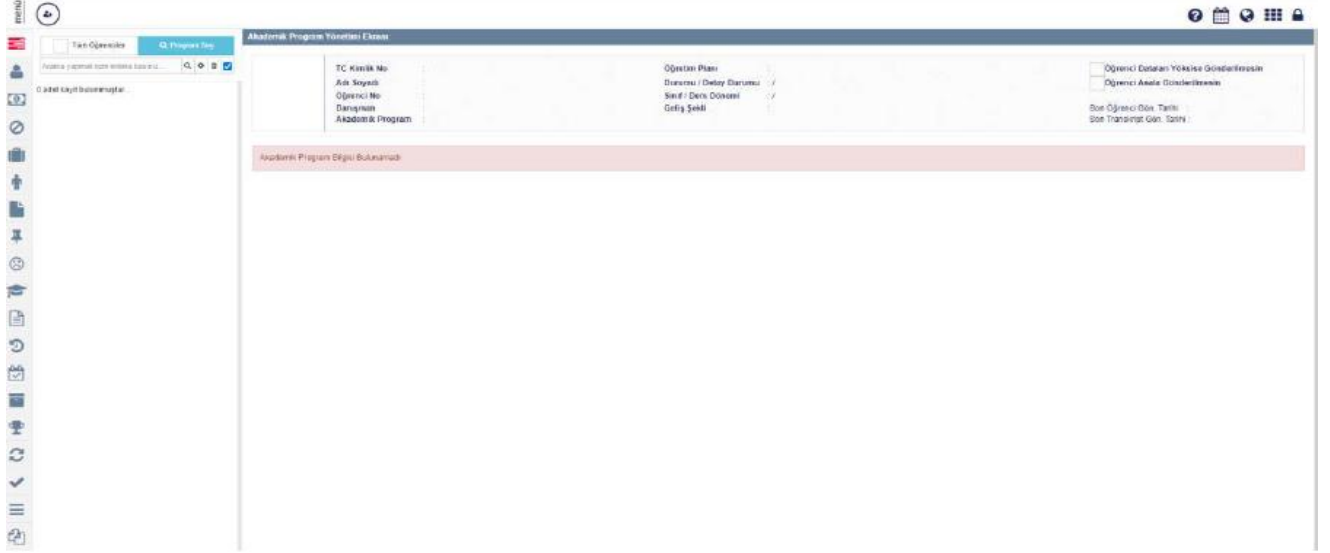 menü
Tüm Öğrenciler
Program Seç
0 adet kayıt bulunmuştur.
Akademik Program Yönetimi Ekranı
TC Kimlik No :
Adı Soyadı :
Öğrenci No :
Danışman :
Akademik Program :
Öğretim Planı :
Durumu / Detay Durumu : /
Sınıf / Ders Dönemi : /
Geliş Şekli :
Öğrenci Dataları Yöksise Gönderilmesin
Öğrenci Asala Gönderilmesin
Son Öğrenci Gön. Tarihi :
Son Transkript Gön. Tarihi :
Akademik Program Bilgisi Bulunamadı